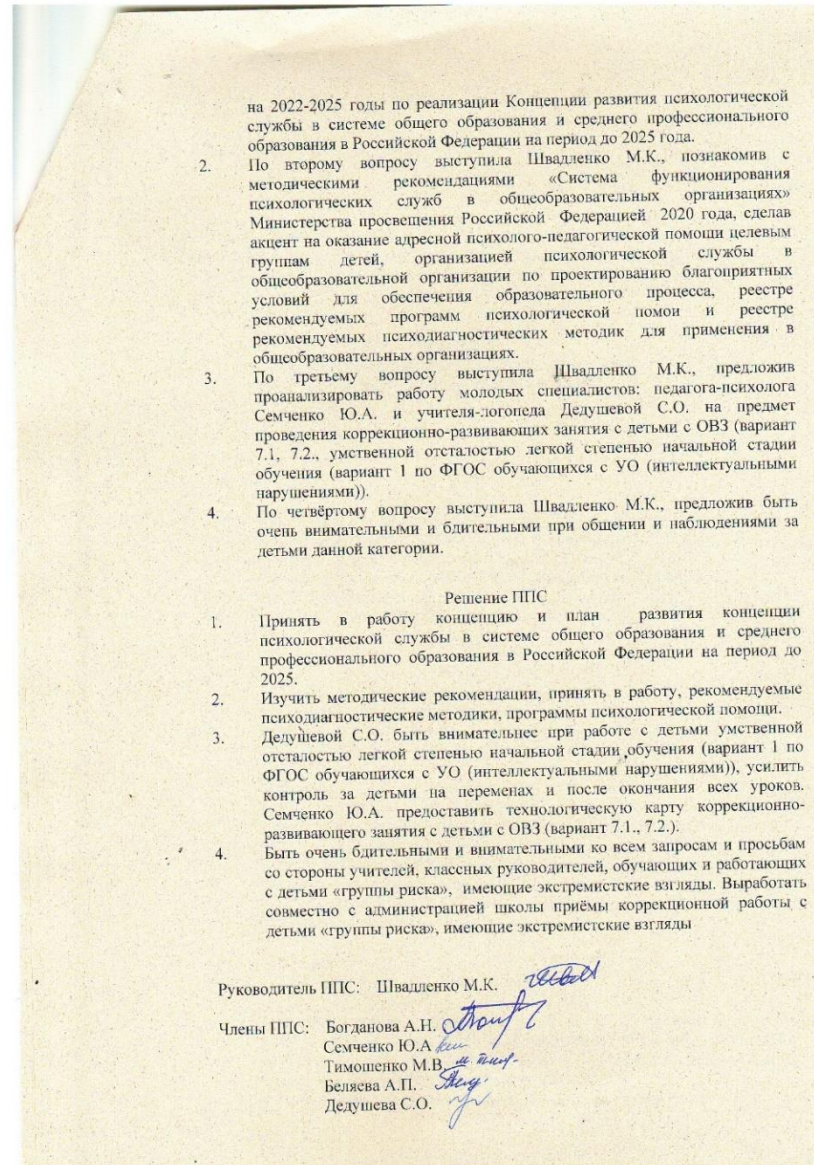 на 2022-2025 годы по реализации Концепции развития психологической
службы в системе общего образования и среднего профессионального
образования в Российской Федерации на период до 2025 года.
2. По второму вопросу выступила Швадленко М.К., познакомив с
методическими рекомендациями «Система функционирования
психологических служб в общеобразовательных организациях»
Министерства просвещения Российской Федерацией 2020 года, сделав
акцент на оказание адресной психолого-педагогической помощи целевым
группам детей, организацией психологической службы в
общеобразовательной организации по проектированию благоприятных
условий для обеспечения образовательного процесса, реестре
рекомендуемых программ психологической помои и реестре
рекомендуемых психодиагностических методик для применения в
общеобразовательных организациях.
3. По третьему вопросу выступила Швадленко М.К., предложив
проанализировать работу молодых специалистов: педагога-психолога
Семченко Ю.А. и учителя-логопеда Дедушевой С.О. на предмет
проведения коррекционно-развивающих занятия с детьми с ОВЗ (вариант
7.1, 7.2., умственной отсталостью легкой степенью начальной стадии
обучения (вариант 1 по ФГОС обучающихся с УО (интеллектуальными
нарушениями)).
4. По четвёртому вопросу выступила Швадленко М.К., предложив быть
очень внимательными и бдительными при общении и наблюдениями за
детьми данной категории.
Решение ППС
1. Принять в работу концепцию и план развития концепции
психологической службы в системе общего образования и среднего
профессионального образования в Российской Федерации на период до
2025.
2. Изучить методические рекомендации, принять в работу, рекомендуемые
психодиагностические методики, программы психологической помощи.
3. Дедушевой С.О. быть внимательнее при работе с детьми умственной
отсталостью легкой степенью начальной стадии обучения (вариант 1 по
ФГОС обучающихся с УО (интеллектуальными нарушениями)), усилить
контроль за детьми на переменах и после окончания всех уроков.
Семченко Ю.А. предоставить технологическую карту коррекционно-
развивающего занятия с детьми с ОВЗ (вариант 7.1., 7.2.).
4. Быть очень бдительными и внимательными ко всем запросам и просьбам
со стороны учителей, классных руководителей, обучающих и работающих
с детьми «группы риска», имеющие экстремистские взгляды. Выработать
совместно с администрацией школы приёмы коррекционной работы с
детьми «группы риска», имеющие экстремистские взгляды
Руководитель ППС: Швадленко М.К.
Члены ППС: Богданова А.Н.
Семченко Ю.А
Тимошенко М.В.
Беляева А.П.
Дедушева С.О.